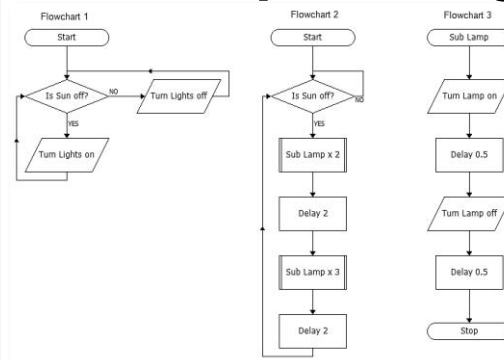 Flowchart 1
Start
Is Sun off?
NO
Turn Lights off
YES
Turn Lights on
Flowchart 2
Start
Is Sun off?
NO
YES
Sub Lamp x 2
Delay 2
Sub Lamp x 3
Delay 2
Flowchart 3
Sub Lamp
Turn Lamp on
Delay 0.5
Turn Lamp off
Delay 0.5
Stop